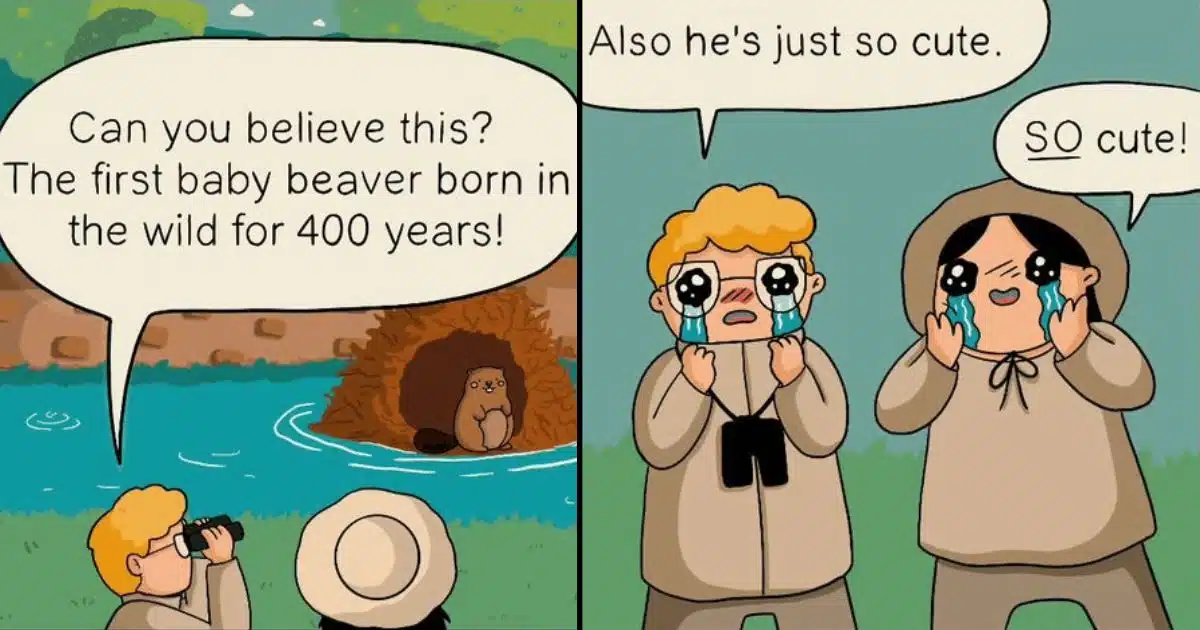 Can you believe this?
The first baby beaver born in
the wild for 400 years!
Also he's just so cute.
SO cute!